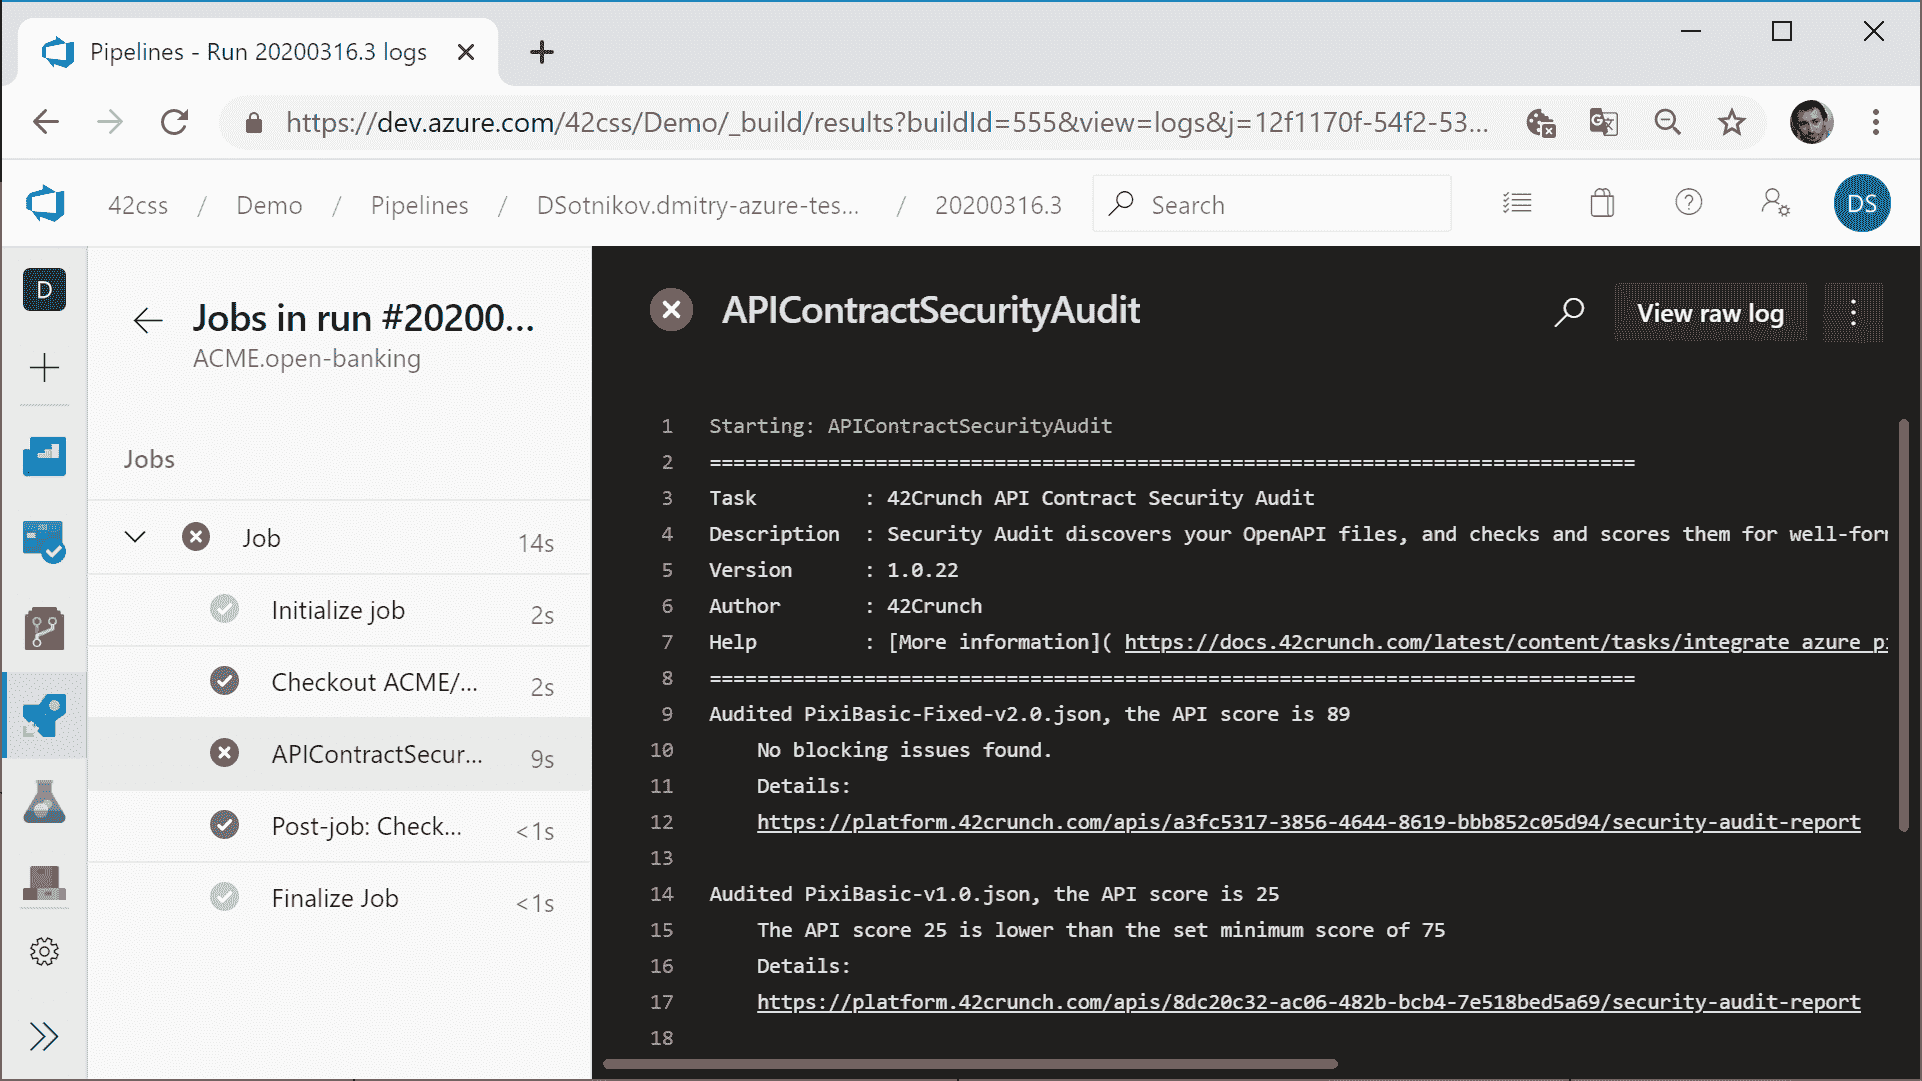 Pipelines - Run 20200316.3 logs
https://dev.azure.com/42css/Demo/_build/results?buildId=555&view=logs&j=12f1170f-54f2-53...
42css / Demo / Pipelines / DSotnikov.dmitry-azure-tes... / 20200316.3
Search
DS
D
Jobs in run #20200...
ACME.open-banking
Jobs
Job 14s
Initialize job 2s
Checkout ACME/... 2s
APIContractSecur... 9s
Post-job: Check... <1s
Finalize Job <1s
APIContractSecurityAudit
View raw log
1 Starting: APIContractSecurityAudit
2 ==============================================================================
3 Task : 42Crunch API Contract Security Audit
4 Description : Security Audit discovers your OpenAPI files, and checks and scores them for well-for
5 Version : 1.0.22
6 Author : 42Crunch
7 Help : [More information]( https://docs.42crunch.com/latest/content/tasks/integrate_azure_p
8 ==============================================================================
9 Audited PixiBasic-Fixed-v2.0.json, the API score is 89
10 No blocking issues found.
11 Details:
12 https://platform.42crunch.com/apis/a3fc5317-3856-4644-8619-bbb852c05d94/security-audit-report
13
14 Audited PixiBasic-v1.0.json, the API score is 25
15 The API score 25 is lower than the set minimum score of 75
16 Details:
17 https://platform.42crunch.com/apis/8dc20c32-ac06-482b-bcb4-7e518bed5a69/security-audit-report
18